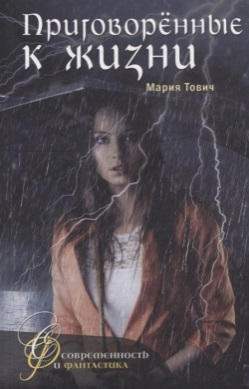 Приговорённые
к жизни
Мария Тович
Современность
и фантастика